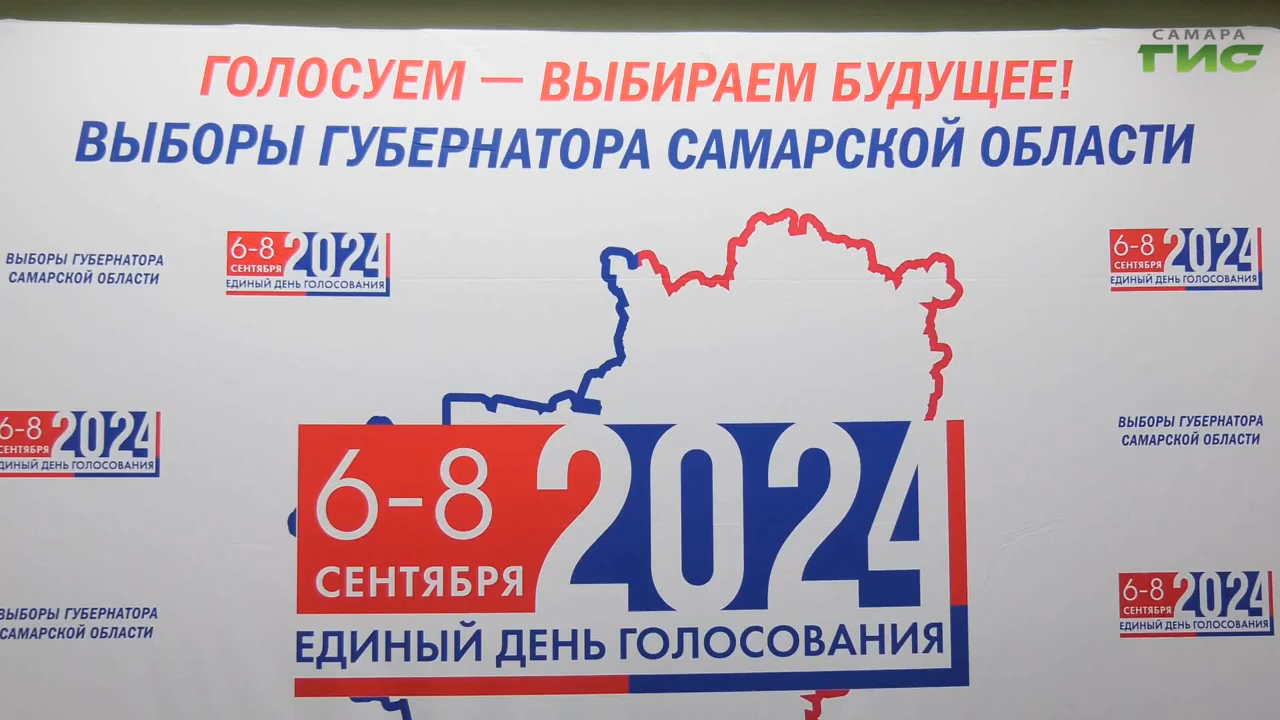 САМАРА
ГИС
ГОЛОСУЕМ — ВЫБИРАЕМ БУДУЩЕЕ!
ВЫБОРЫ ГУБЕРНАТОРА САМАРСКОЙ ОБЛАСТИ
ВЫБОРЫ ГУБЕРНАТОРА
САМАРСКОЙ ОБЛАСТИ
6-8 2024
СЕНТЯБРЯ
ЕДИНЫЙ ДЕНЬ ГОЛОСОВАНИЯ
6-8 2024
СЕНТЯБРЯ
ЕДИНЫЙ ДЕНЬ ГОЛОСОВАНИЯ
6-8 2024
СЕНТЯБРЯ
ЕДИНЫЙ ДЕНЬ ГОЛОСОВАНИЯ
ВЫБОРЫ ГУБЕРНАТОРА
САМАРСКОЙ ОБЛАСТИ
6-8 2024
СЕНТЯБРЯ
ЕДИНЫЙ ДЕНЬ ГОЛОСОВАНИЯ
ВЫБОРЫ ГУБЕРНАТОРА
САМАРСКОЙ ОБЛАСТИ
6-8 2024
СЕНТЯБРЯ
ЕДИНЫЙ ДЕНЬ ГОЛОСОВАНИЯ